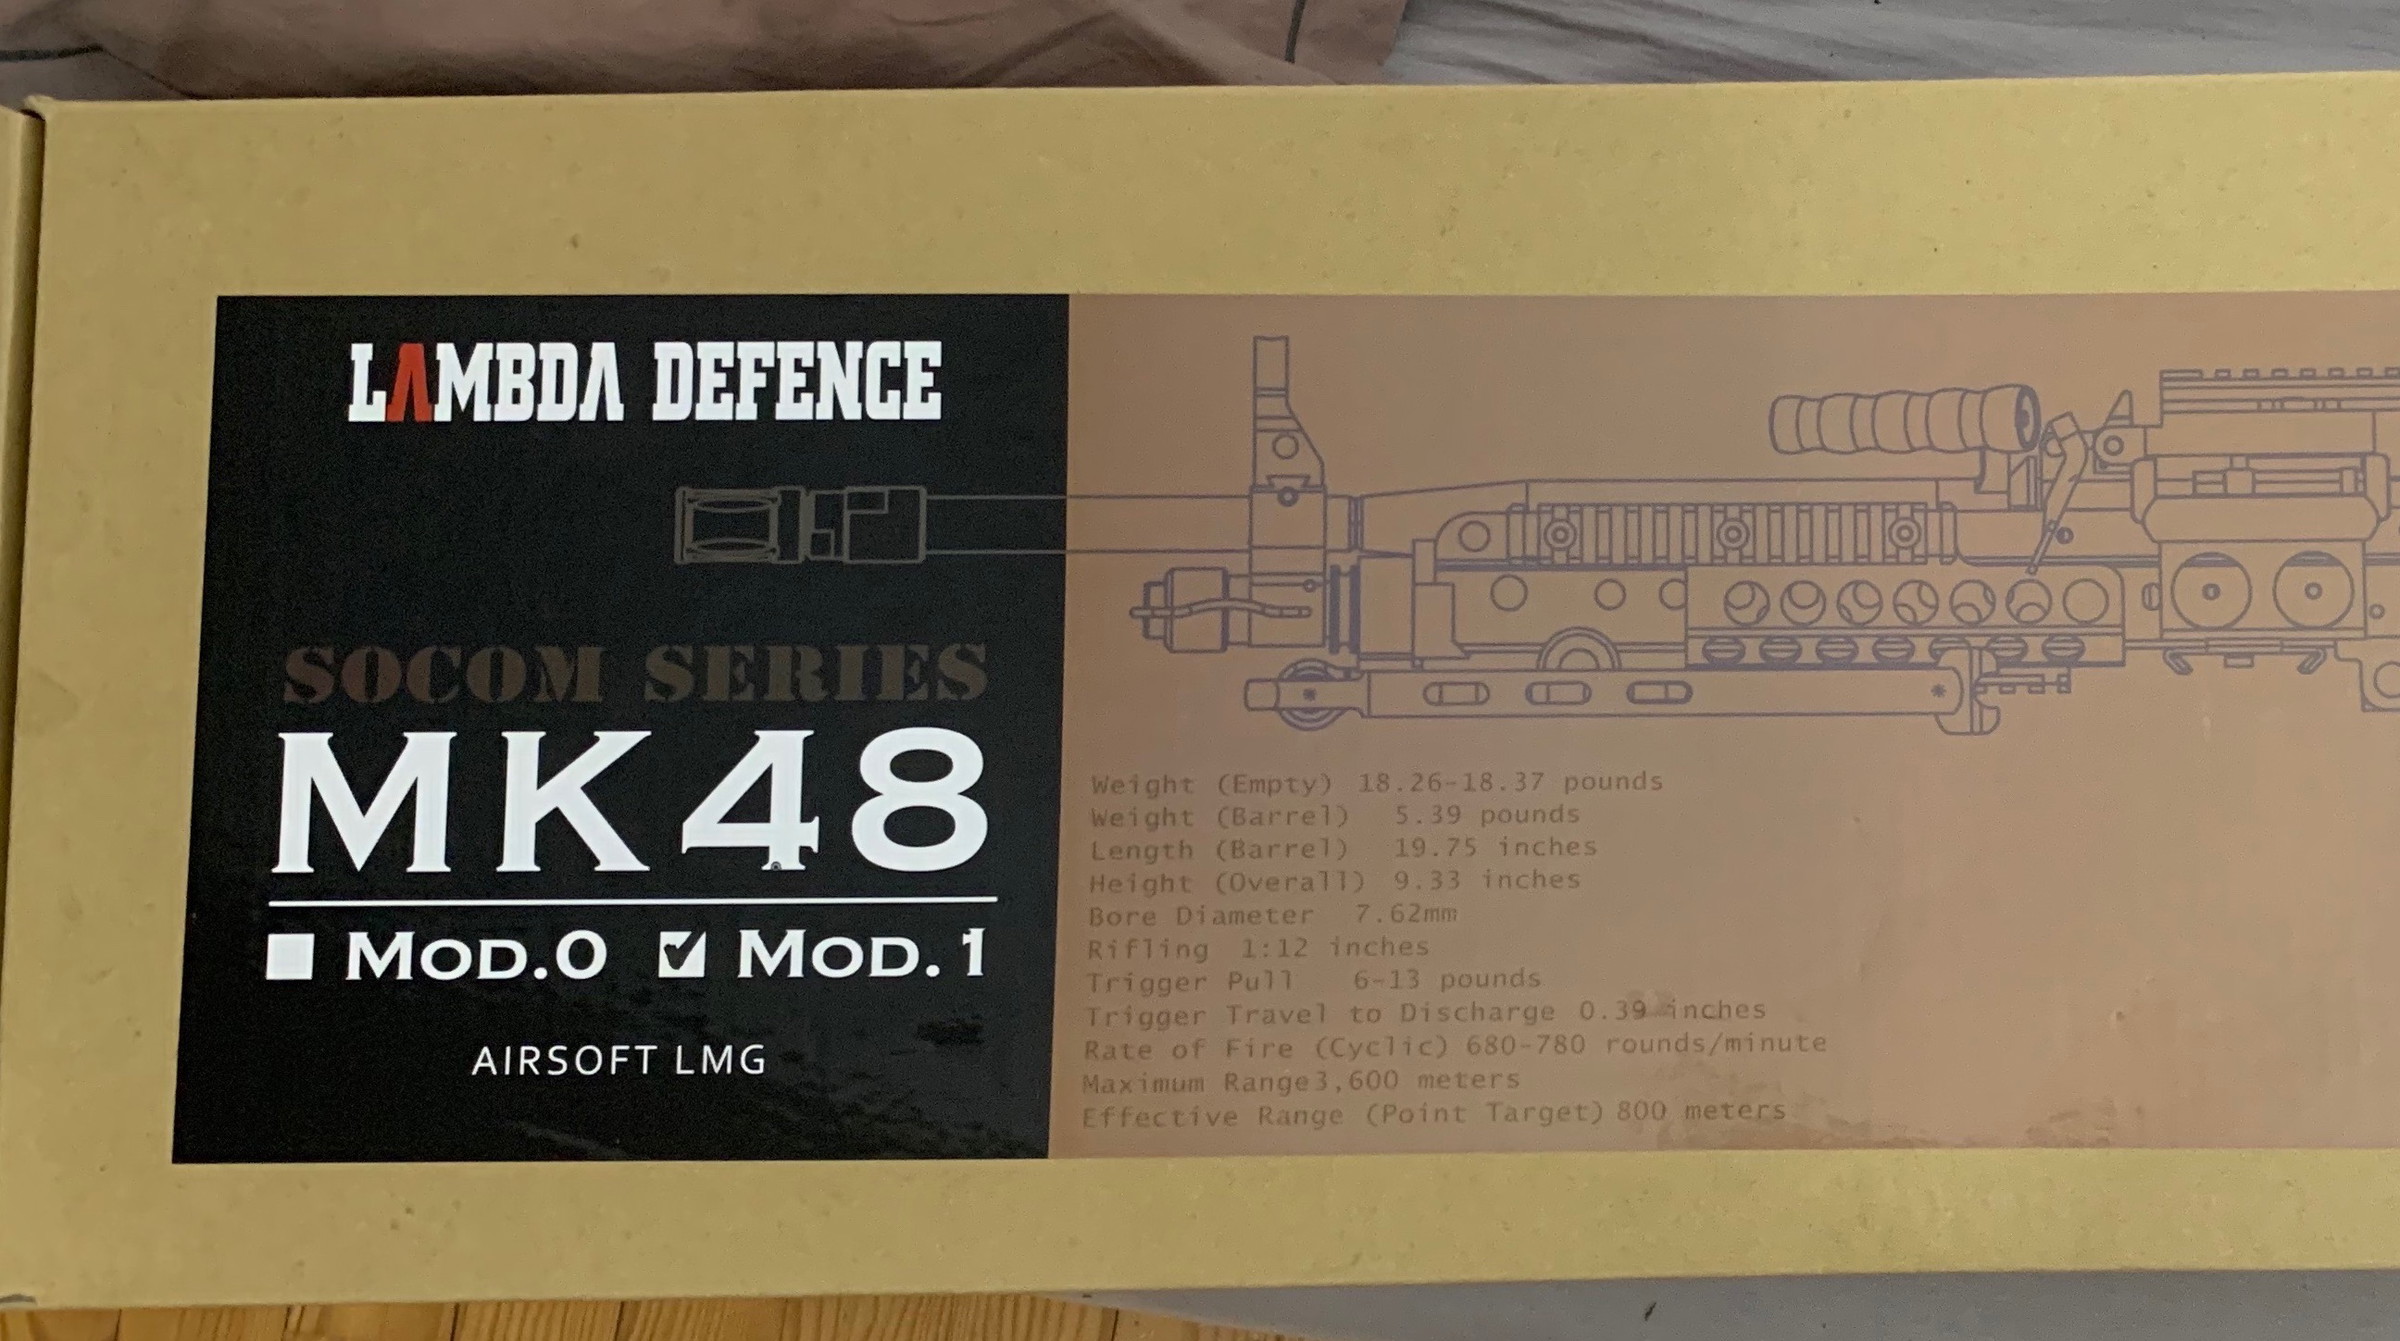 LAMBDA DEFENCE
SOCOM SERIES
MK48
MOD.0 MOD.1
AIRSOFT LMG
Weight (Empty) 18.26-18.37 pounds
Weight (Barrel) 5.39 pounds
Length (Barrel) 19.75 inches
Height (Overall) 9.33 inches
Bore Diameter 7.62mm
Rifling 1:12 inches
Trigger Pull 6-13 pounds
Trigger Travel to Discharge 0.39 inches
Rate of Fire (Cyclic) 680-780 rounds/minute
Maximum Range3,600 meters
Effective Range (Point Target) 800 meters